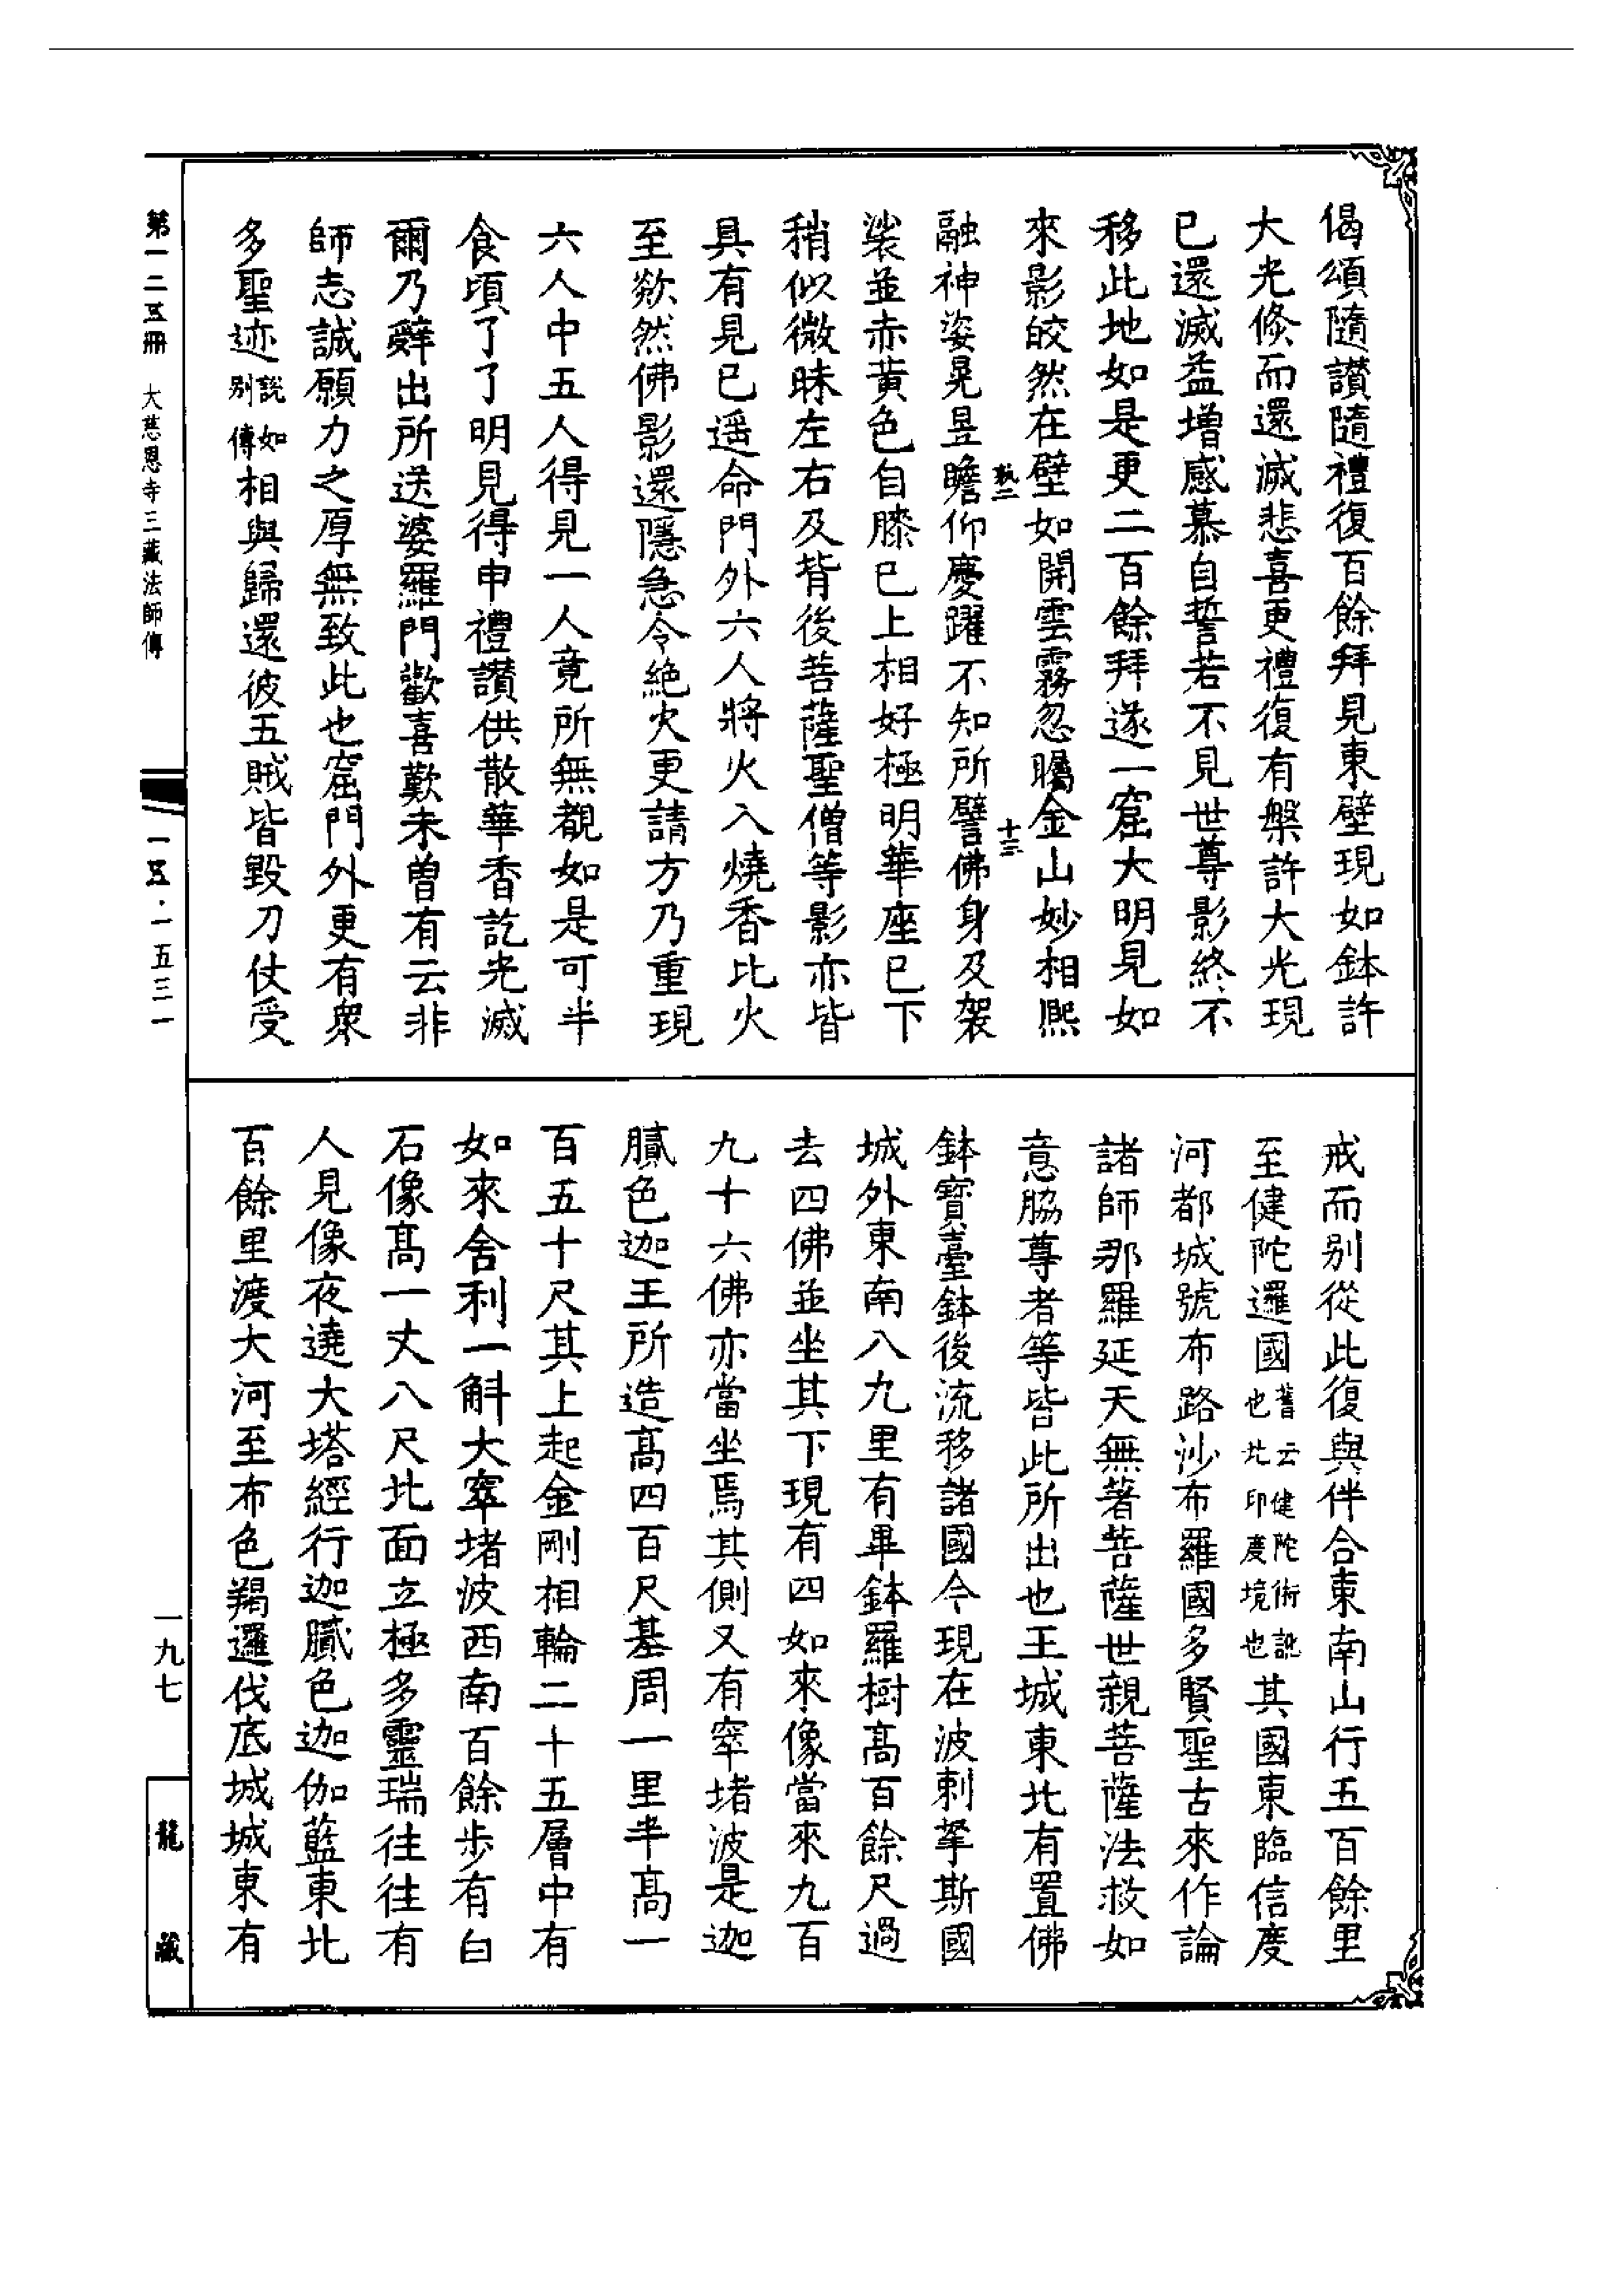 偈頌隨讃隨禮復百餘拜見東壁現如鉢許
大光倏而還滅悲喜更禮復有槃許大光現
已還滅益增感慕自誓若不見世尊影終不
移此地如是更二百餘拜遂一窟大明見如
來影皎然在壁如開雲霧忽矚金山妙相熈
執二
十三
融神姿晃昱瞻仰慶躍不知所譬佛身及袈
裟並赤黃色自膝已上相好極明華座已下
稍似微昧左右及背後菩薩聖僧等影亦皆
具有見已遥命門外六人將火入燒香比火
至欻然佛影還隱急令絶火更請方乃重現
六人中五人得見一人竟所無覩如是可半
食頃了了明見得申禮讃供散華香訖光滅
爾乃辭出所送婆羅門歡喜歎未曽有云非
師志誠願力之厚無致此也窟門外更有衆
多聖迹說如别傳相與歸還彼五賊皆毀刀仗受
戒而别從此復與伴合東南山行五百餘里
至健陀邏國舊云健陀衛訛也北印度境也其國東臨信度
河都城號布路沙布羅國多賢聖古來作論
諸師那羅延天無著菩薩世親菩薩法救如
意脇尊者等皆此所出也王城東北有置佛
鉢寶臺鉢後流移諸國今現在波剌拏斯國
城外東南八九里有畢鉢羅樹髙百餘尺過
去四佛並坐其下現有四如來像當來九百
九十六佛亦當坐焉其側又有窣堵波是迦
膩色迦王所造髙四百尺基周一里半髙一
百五十尺其上起金剛相輪二十五層中有
如來舍利一斛大窣堵波西南百餘步有白
石像髙一丈八尺北面立極多靈瑞往往有
人見像夜遶大塔經行迦膩色迦伽藍東北
百餘里渡大河至布色羯邏伐底城城東有
第一二五冊　大慈恩寺三藏法師傳
一五·一五三一
一九七
龍藏